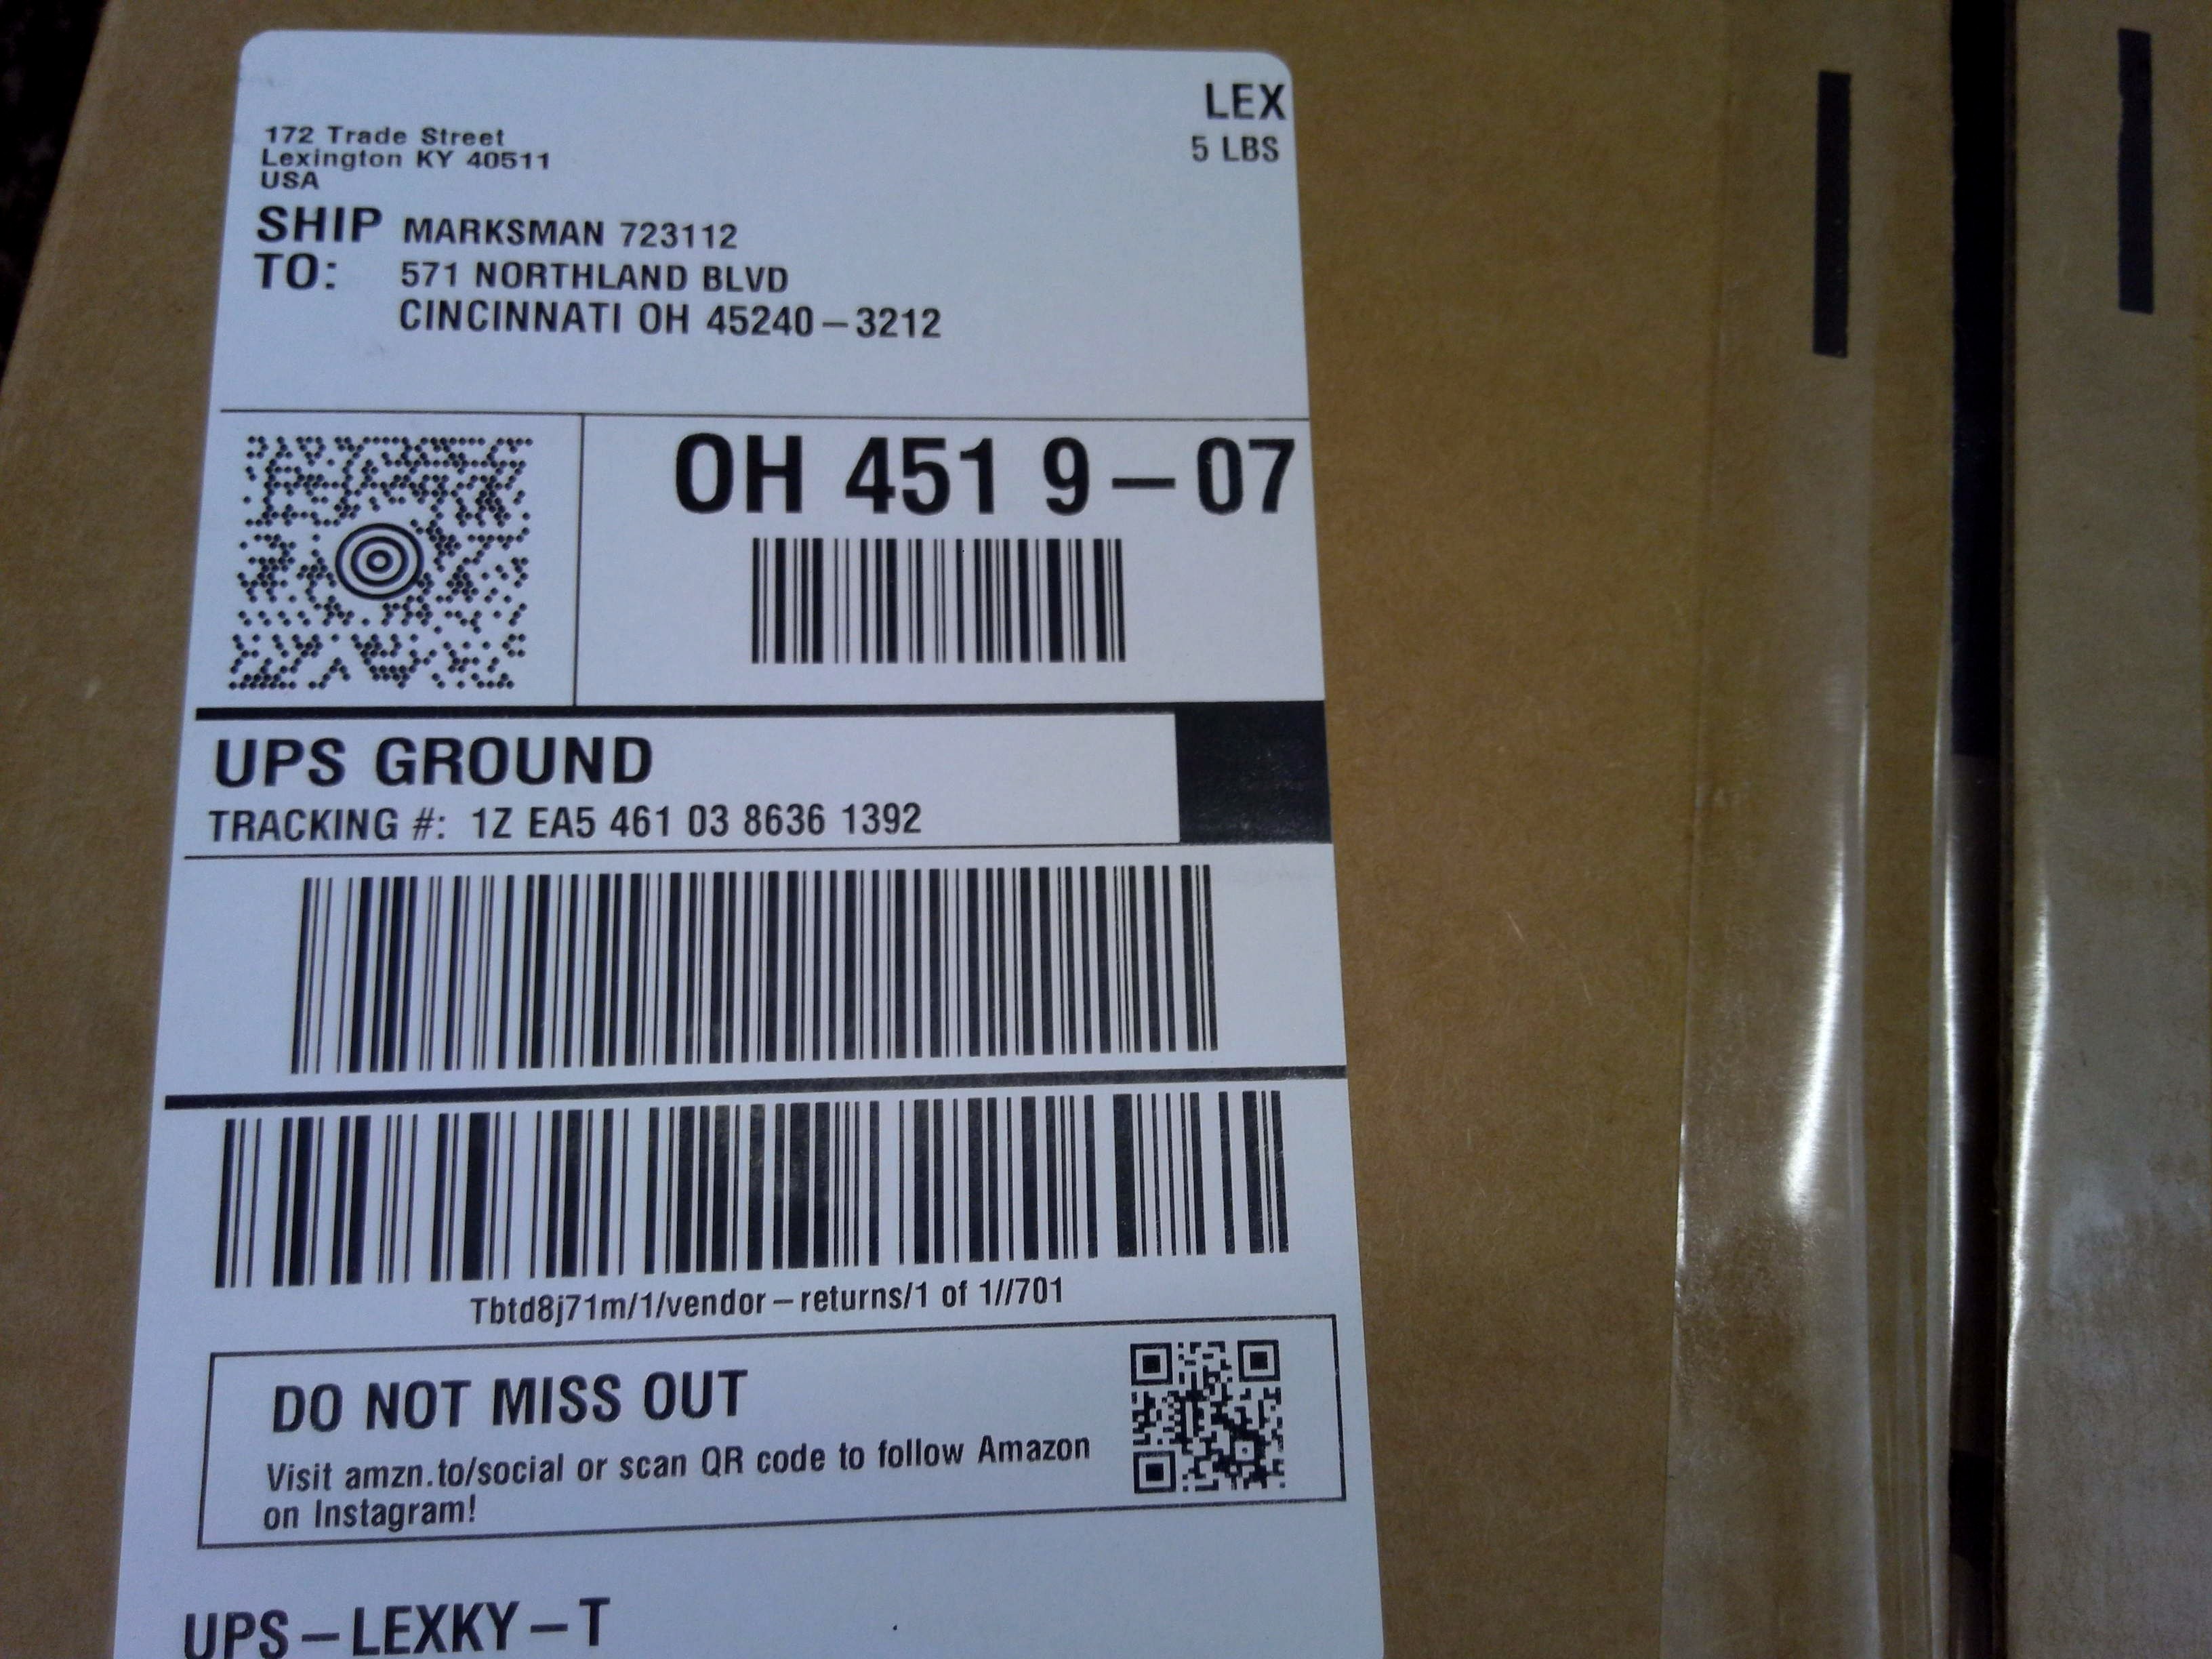 LEX
5 LBS
172 Trade Street
Lexington KY 40511
USA
SHIP TO: MARKSMAN 723112
571 NORTHLAND BLVD
CINCINNATI OH 45240-3212
OH 451 9-07
UPS GROUND
TRACKING #: 1Z EA5 461 03 8636 1392
Tbtd8j71m/1/vendor-returns/1 of 1//701
DO NOT MISS OUT
Visit amzn.to/social or scan QR code to follow Amazon
on Instagram!
UPS-LEXKY-T